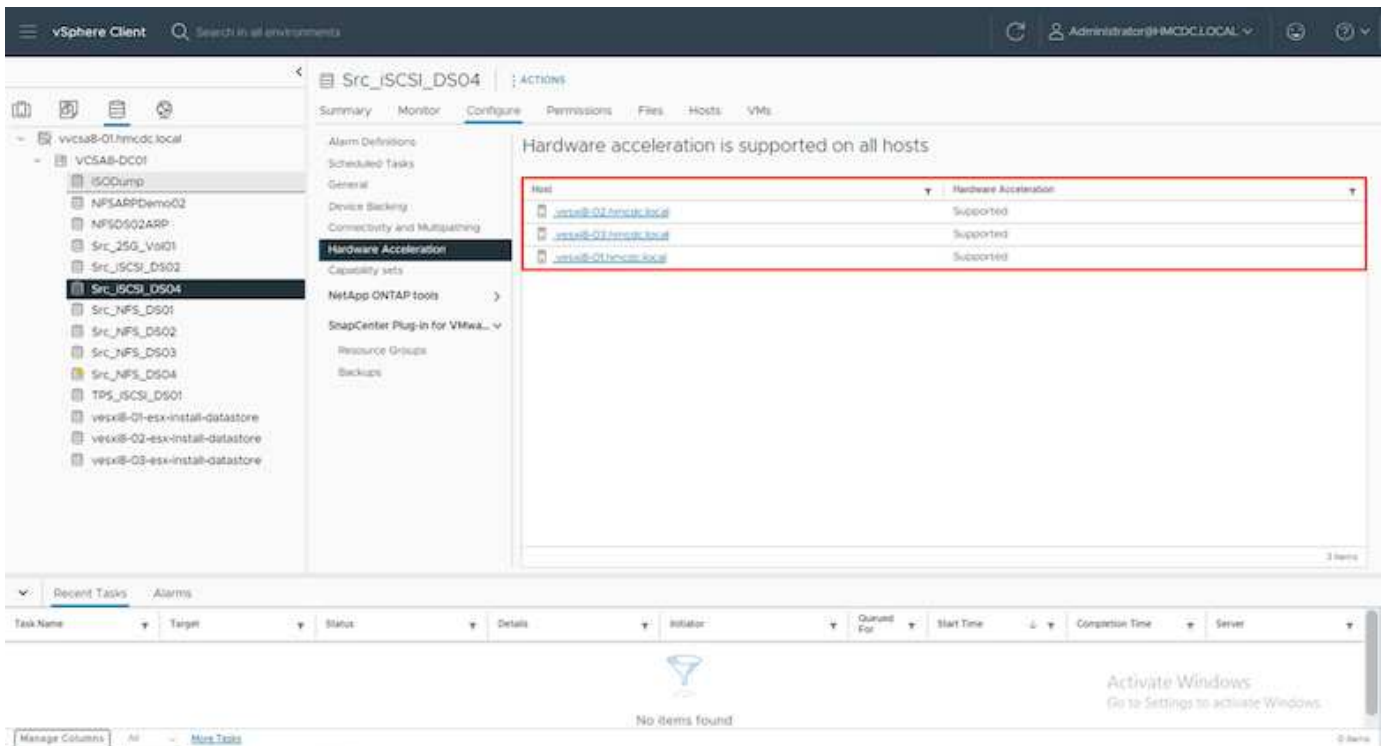 vSphere Client
Search in all environments
Administrator@HMCDC.LOCAL
Src_iSCSI_DS04
ACTIONS
Summary Monitor Configure Permissions Files Hosts VMs
vvcsa8-01.hmcdc.local
VCSA8-DC01
ISODump
NFSARPDemo02
NFSDS02ARP
Src_25G_Vol01
Src_iSCSI_DS02
Src_iSCSI_DS04
Src_NFS_DS01
Src_NFS_DS02
Src_NFS_DS03
Src_NFS_DS04
TPS_iSCSI_DS01
vesxi8-01-esx-install-datastore
vesxi8-02-esx-install-datastore
vesxi8-03-esx-install-datastore
Alarm Definitions
Scheduled Tasks
General
Device Backing
Connectivity and Multipathing
Hardware Acceleration
Capability sets
NetApp ONTAP tools
SnapCenter Plug-in for VMwa...
Resource Groups
Backups
Hardware acceleration is supported on all hosts
Host Hardware Acceleration
vesxi8-02.hmcdc.local Supported
vesxi8-03.hmcdc.local Supported
vesxi8-01.hmcdc.local Supported
3 items
Recent Tasks Alarms
Task Name Target Status Details Initiator Queued For Start Time Completion Time Server
No items found
Activate Windows
Go to Settings to activate Windows.
Manage Columns All More Tasks
0 items